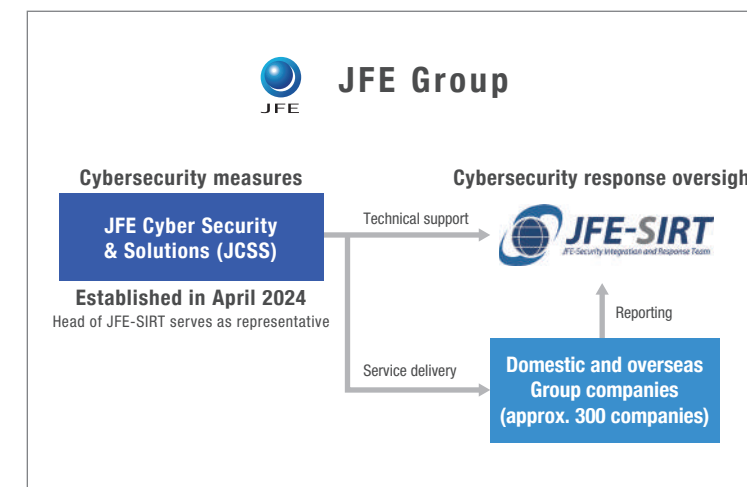 JFE
JFE Group
Cybersecurity measures
JFE Cyber Security
& Solutions (JCSS)
Established in April 2024
Head of JFE-SIRT serves as representative
Technical support
Service delivery
Cybersecurity response oversigh
JFE-SIRT
JFE-Security Integration and Response Team
Reporting
Domestic and overseas
Group companies
(approx. 300 companies)